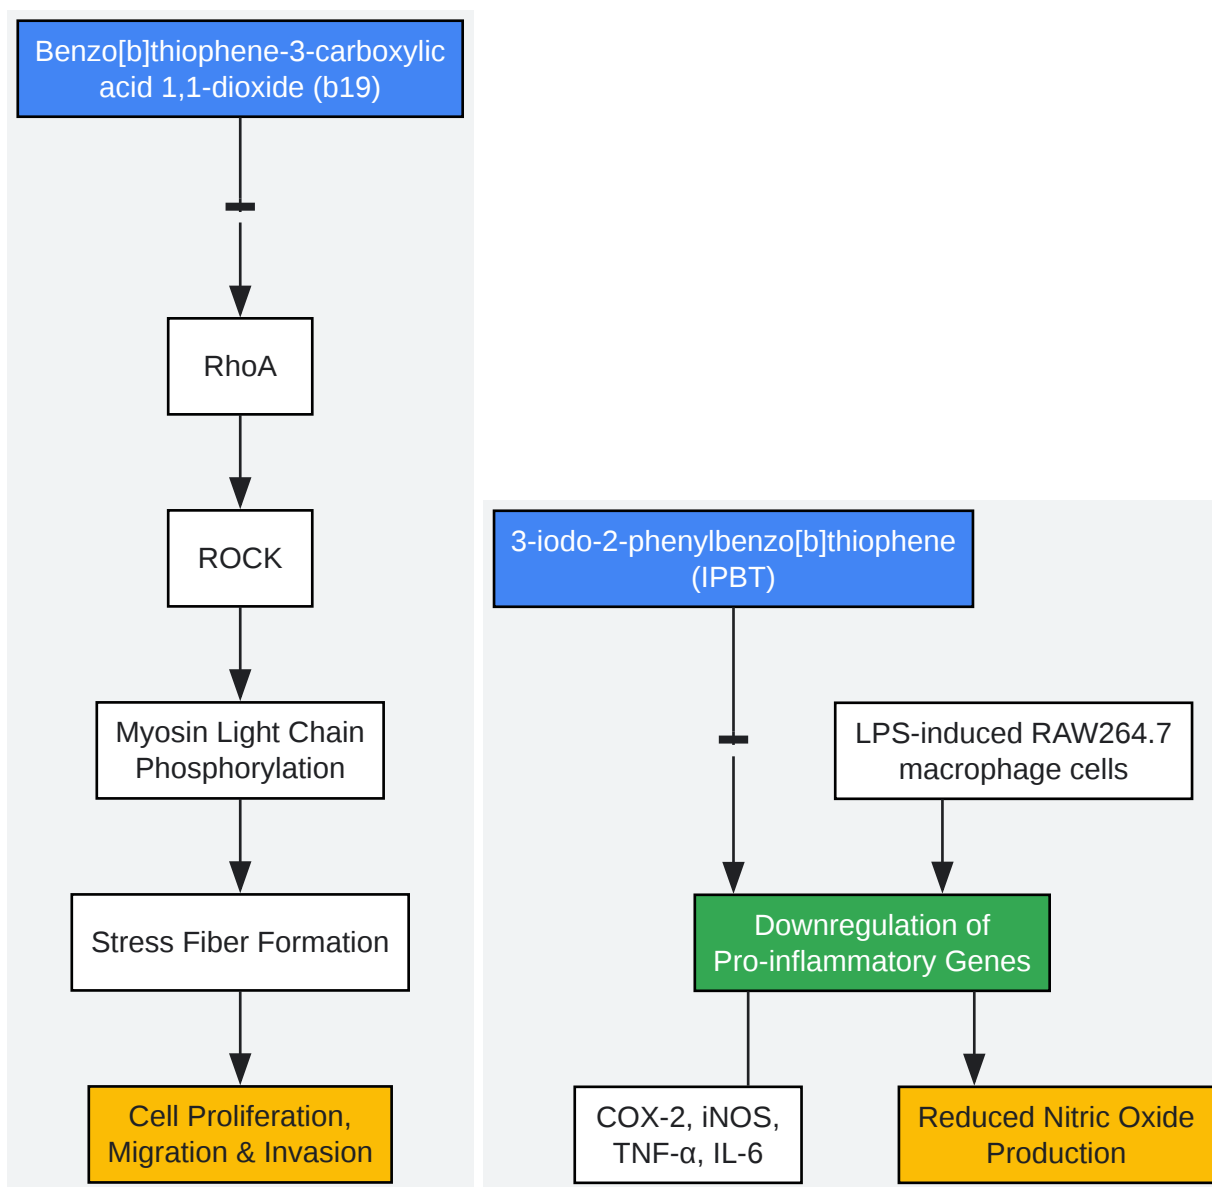 Benzo[b]thiophene-3-carboxylic
acid 1,1-dioxide (b19)
RhoA
ROCK
Myosin Light Chain
Phosphorylation
Stress Fiber Formation
Cell Proliferation,
Migration & Invasion
3-iodo-2-phenylbenzo[b]thiophene
(IPBT)
LPS-induced RAW264.7
macrophage cells
Downregulation of
Pro-inflammatory Genes
COX-2, iNOS,
TNF-α, IL-6
Reduced Nitric Oxide
Production